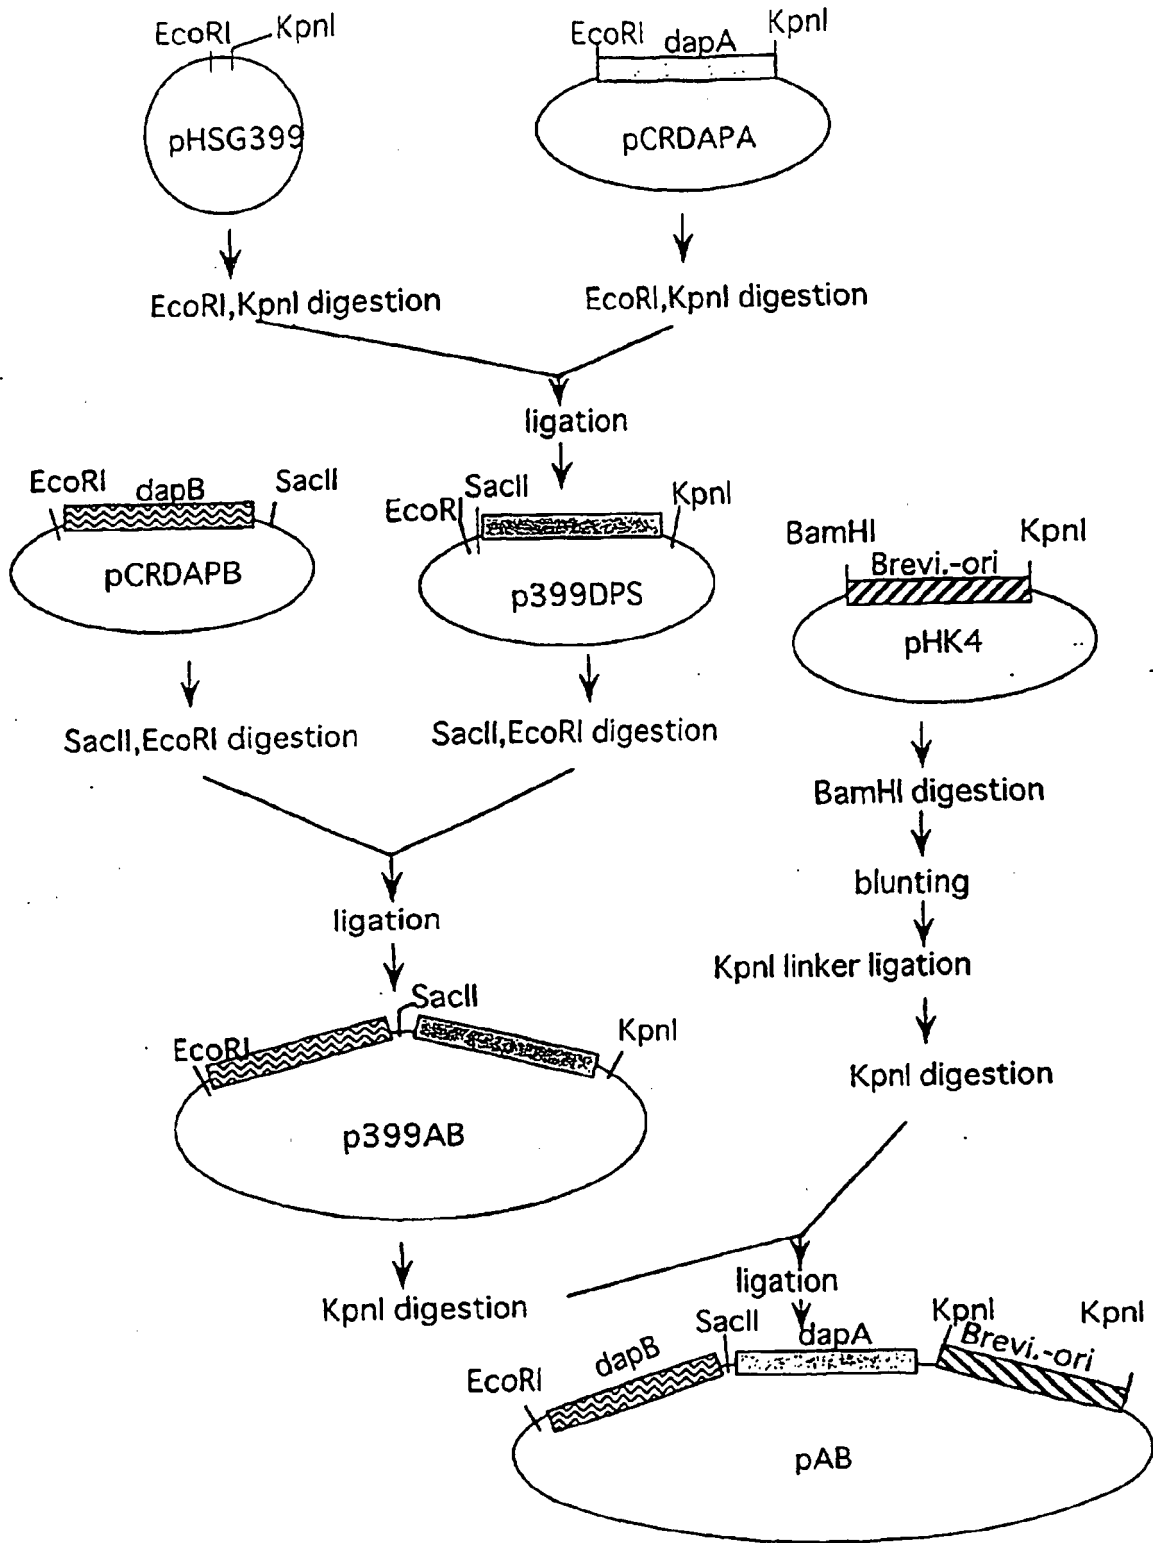 EcoRI KpnI
pHSG399
EcoRI dapA KpnI
pCRDAPA
EcoRI,KpnI digestion
EcoRI,KpnI digestion
ligation
EcoRI dapB SacII
pCRDAPB
EcoRI SacII KpnI
p399DPS
BamHI Brevi.-ori KpnI
pHK4
SacII,EcoRI digestion
SacII,EcoRI digestion
BamHI digestion
blunting
KpnI linker ligation
KpnI digestion
ligation
EcoRI SacII KpnI
p399AB
KpnI digestion
ligation
EcoRI dapB SacII dapA KpnI Brevi.-ori KpnI
pAB